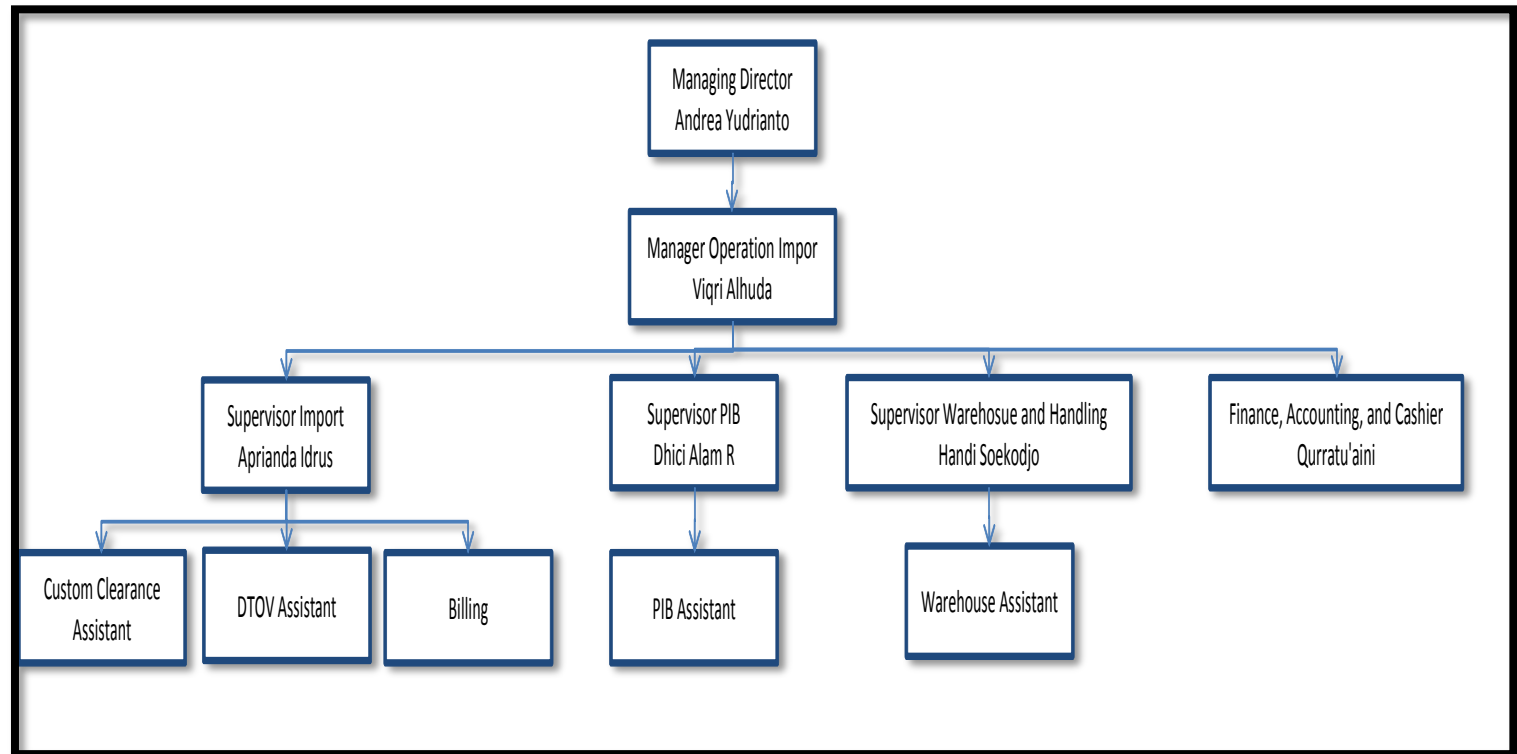 Managing Director
Andrea Yudrianto
Manager Operation Impor
Viqri Alhuda
Supervisor Import
Aprianda Idrus
Supervisor PIB
Dhici Alam R
Supervisor Warehosue and Handling
Handi Soekodjo
Finance, Accounting, and Cashier
Qurratu'aini
Custom Clearance
Assistant
DTOV Assistant
Billing
PIB Assistant
Warehouse Assistant